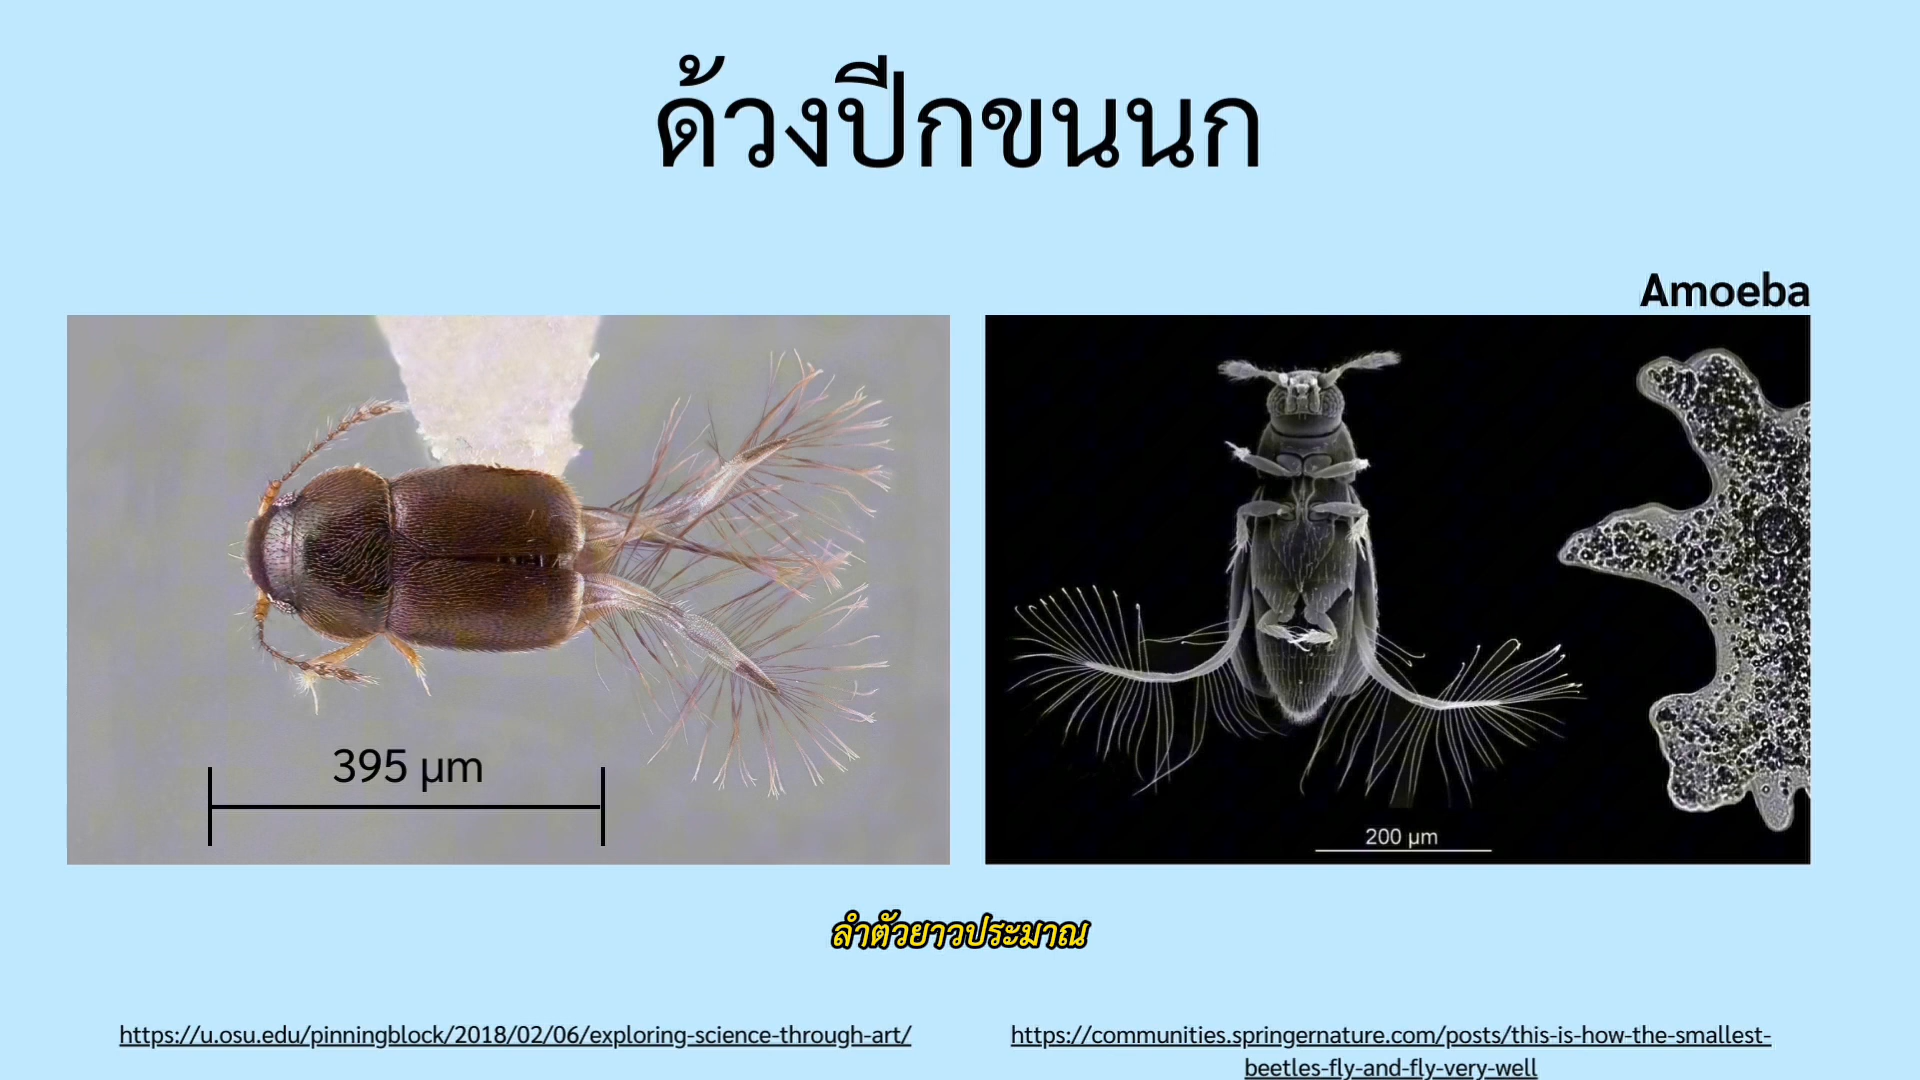 ด้วงปีกขนนก
Amoeba
395 µm
200 µm
ลำตัวยาวประมาณ
https://u.osu.edu/pinningblock/2018/02/06/exploring-science-through-art/
https://communities.springernature.com/posts/this-is-how-the-smallest-
beetles-fly-and-fly-very-well